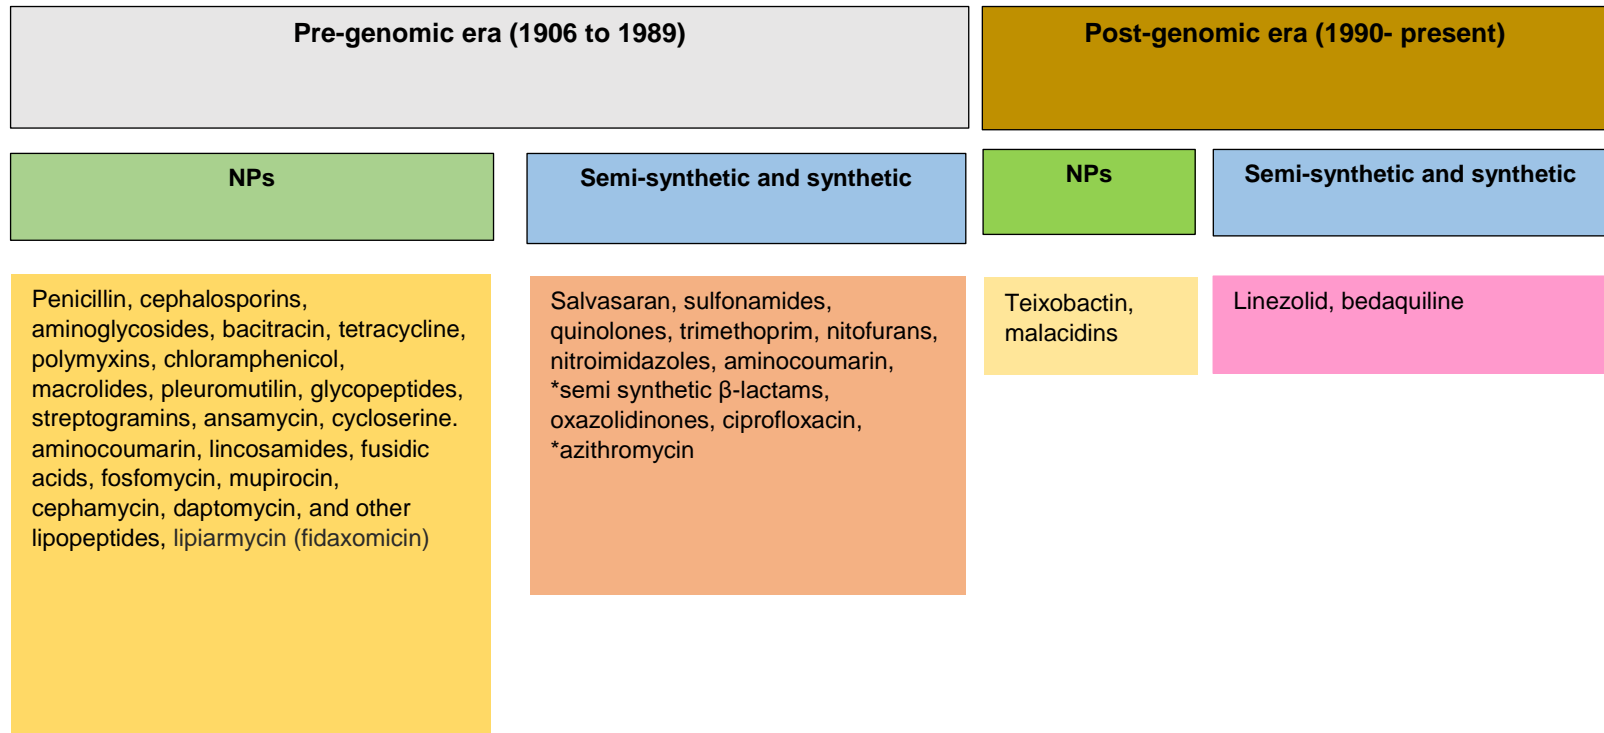 Pre-genomic era (1906 to 1989)
Post-genomic era (1990- present)
NPs
Semi-synthetic and synthetic
NPs
Semi-synthetic and synthetic
Penicillin, cephalosporins,
aminoglycosides, bacitracin, tetracycline,
polymyxins, chloramphenicol,
macrolides, pleuromutilin, glycopeptides,
streptogramins, ansamycin, cycloserine.
aminocoumarin, lincosamides, fusidic
acids, fosfomycin, mupirocin,
cephamycin, daptomycin, and other
lipopeptides, lipiarmycin (fidaxomicin)
Salvasaran, sulfonamides,
quinolones, trimethoprim, nitofurans,
nitroimidazoles, aminocoumarin,
*semi synthetic β-lactams,
oxazolidinones, ciprofloxacin,
*azithromycin
Teixobactin,
malacidins
Linezolid, bedaquiline